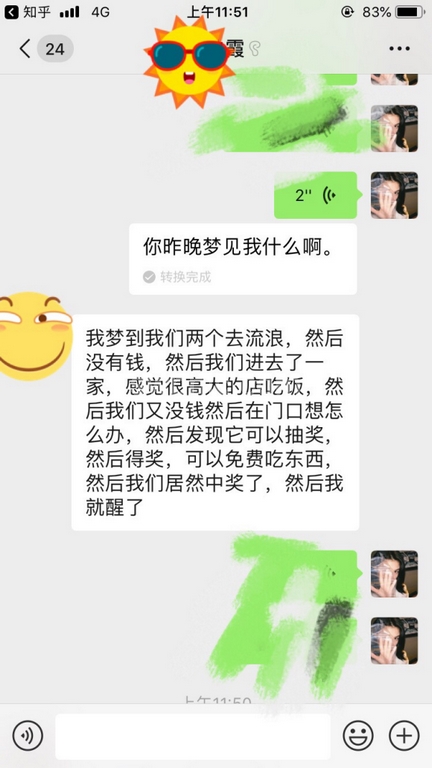 知乎 4G 上午11:51 83%
24 霞
2''
你昨晚梦见我什么啊。
转换完成
我梦到我们两个去流浪，然后
没有钱，然后我们进去了一
家，感觉很高大的店吃饭，然
后我们又没钱然后在门口想怎
么办，然后发现它可以抽奖，
然后得奖，可以免费吃东西，
然后我们居然中奖了，然后我
就醒了
上午11:50